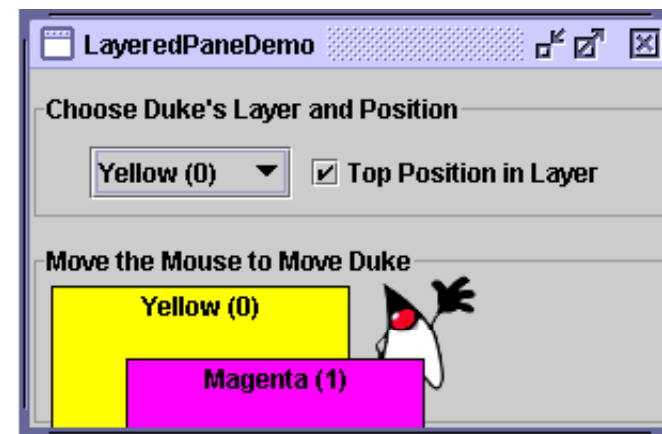 LayeredPaneDemo
Choose Duke's Layer and Position
Yellow (0)
Top Position in Layer
Move the Mouse to Move Duke
Yellow (0)
Magenta (1)